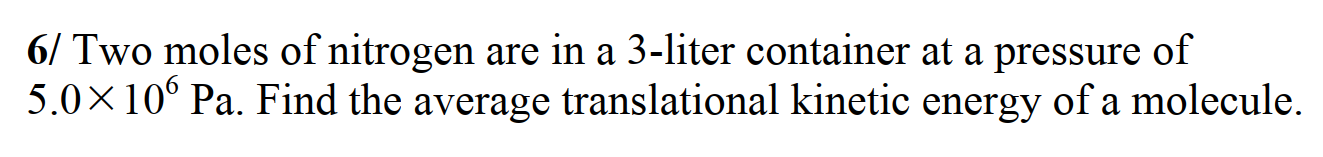 6/ Two moles of nitrogen are in a 3-liter container at a pressure of
5.0×10⁶ Pa. Find the average translational kinetic energy of a molecule.